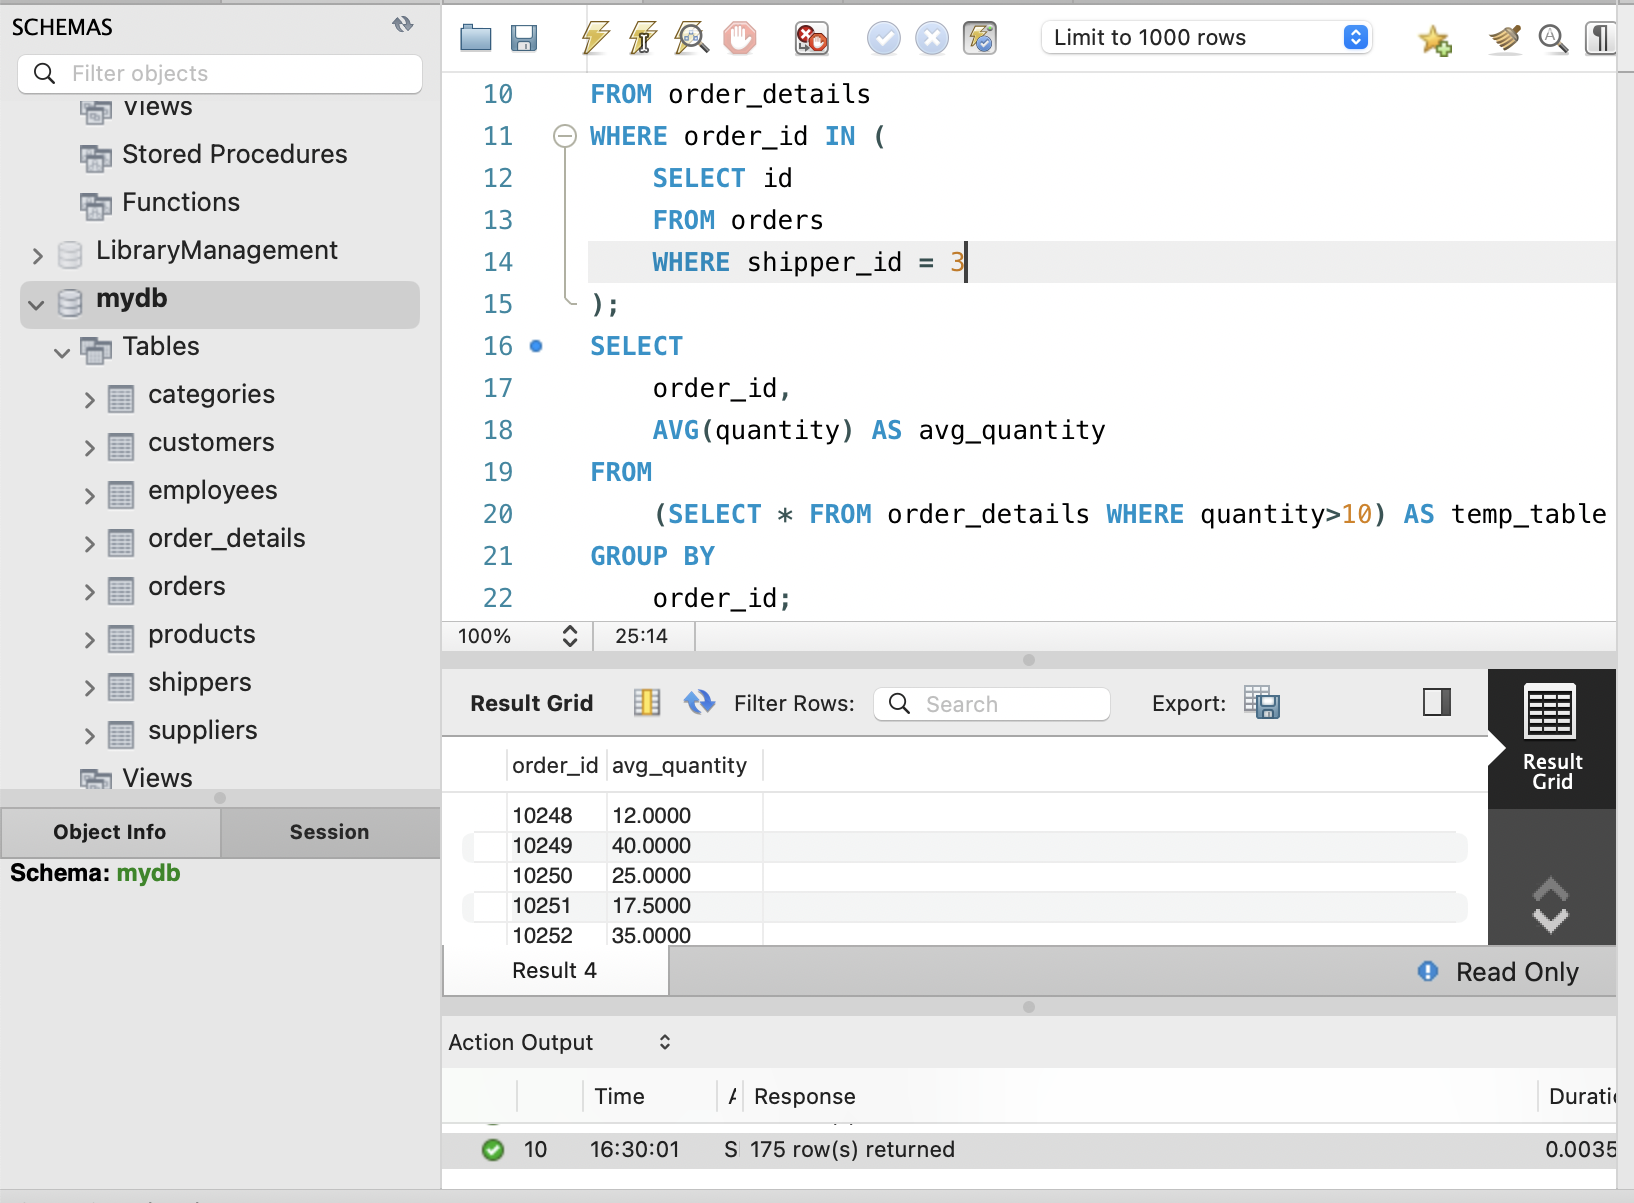 SCHEMAS
Filter objects
Views
Stored Procedures
Functions
LibraryManagement
mydb
Tables
categories
customers
employees
order_details
orders
products
shippers
suppliers
Views
Object Info
Session
Schema: mydb
Limit to 1000 rows
10 FROM order_details
11 WHERE order_id IN (
12 SELECT id
13 FROM orders
14 WHERE shipper_id = 3
15 );
16 SELECT
17 order_id,
18 AVG(quantity) AS avg_quantity
19 FROM
20 (SELECT * FROM order_details WHERE quantity>10) AS temp_table
21 GROUP BY
22 order_id;
100% 25:14
Result Grid Filter Rows: Search Export:
Result
Grid
order_id avg_quantity
10248 12.0000
10249 40.0000
10250 25.0000
10251 17.5000
10252 35.0000
Result 4
Read Only
Action Output
Time Response
10 16:30:01 175 row(s) returned 0.0035